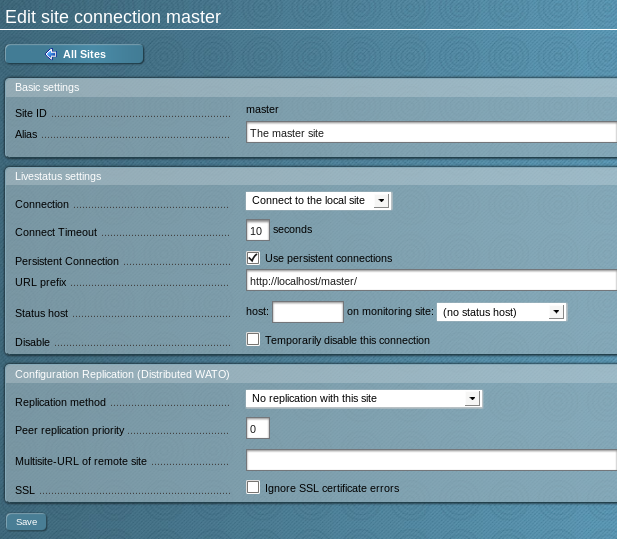 Edit site connection master
All Sites
Basic settings
Site ID master
Alias The master site
Livestatus settings
Connection Connect to the local site
Connect Timeout 10 seconds
Persistent Connection Use persistent connections
URL prefix http://localhost/master/
Status host host: on monitoring site: (no status host)
Disable Temporarily disable this connection
Configuration Replication (Distributed WATO)
Replication method No replication with this site
Peer replication priority 0
Multisite-URL of remote site
SSL Ignore SSL certificate errors
Save